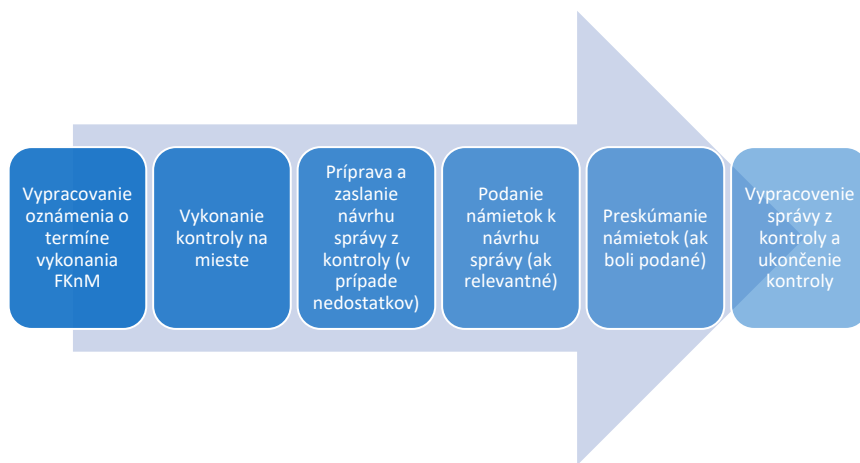 Vypracovanie
oznámenia o
termíne
vykonania
FKnM
Vykonanie
kontroly na
mieste
Príprava a
zaslanie
návrhu
správy z
kontroly (v
prípade
nedostatkov)
Podanie
námietok k
návrhu
správy (ak
relevantné)
Preskúmanie
námietok (ak
boli podané)
Vypracovenie
správy z
kontroly a
ukončenie
kontroly